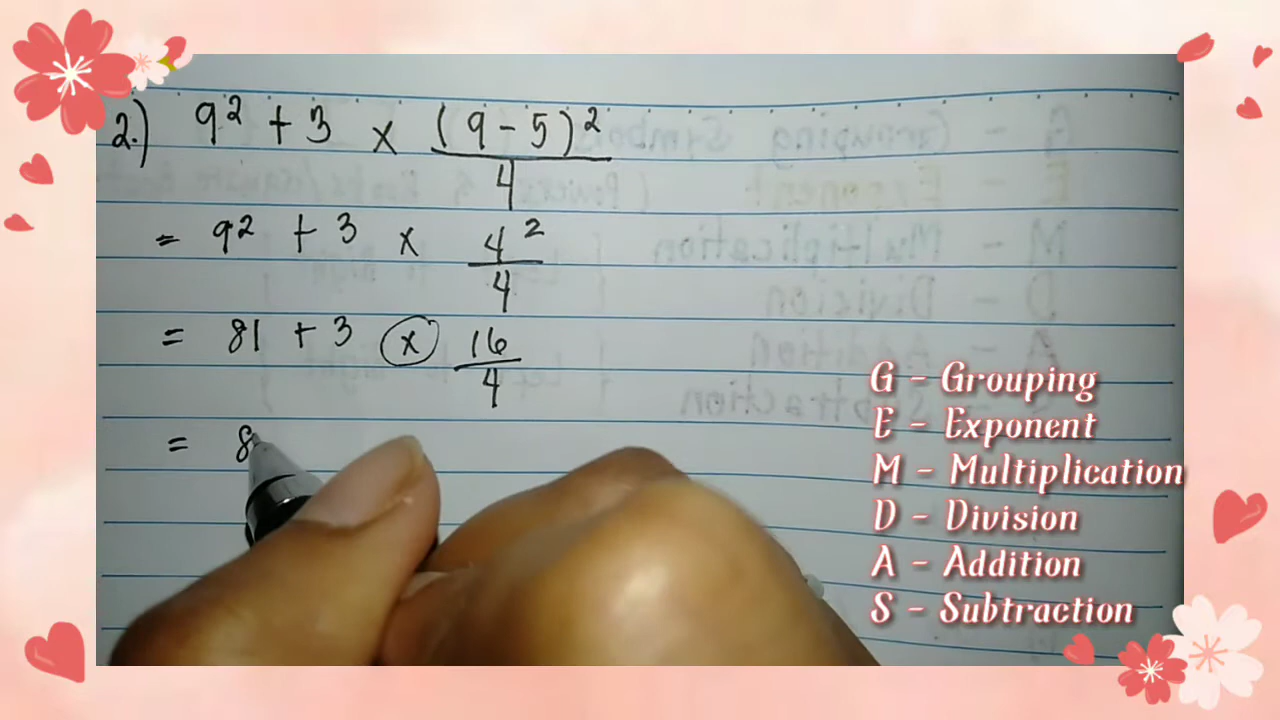 2.) 9² + 3 × (9 - 5)²
4
= 9² + 3 × 4²
4
= 81 + 3 × 16
4
= 8
G - Grouping
E - Exponent
M - Multiplication
D - Division
A - Addition
S - Subtraction